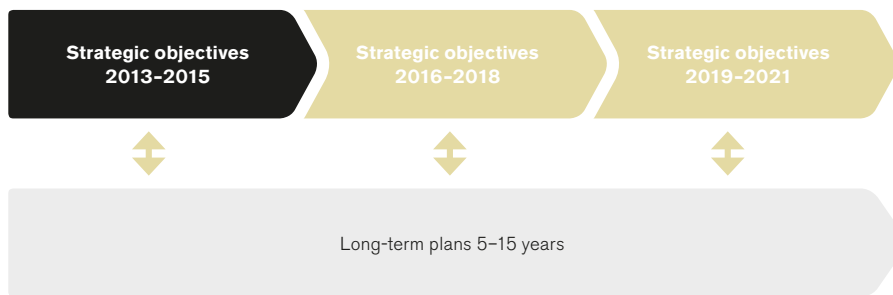 Strategic objectives
2013–2015
Strategic objectives
2016–2018
Strategic objectives
2019–2021
Long-term plans 5–15 years